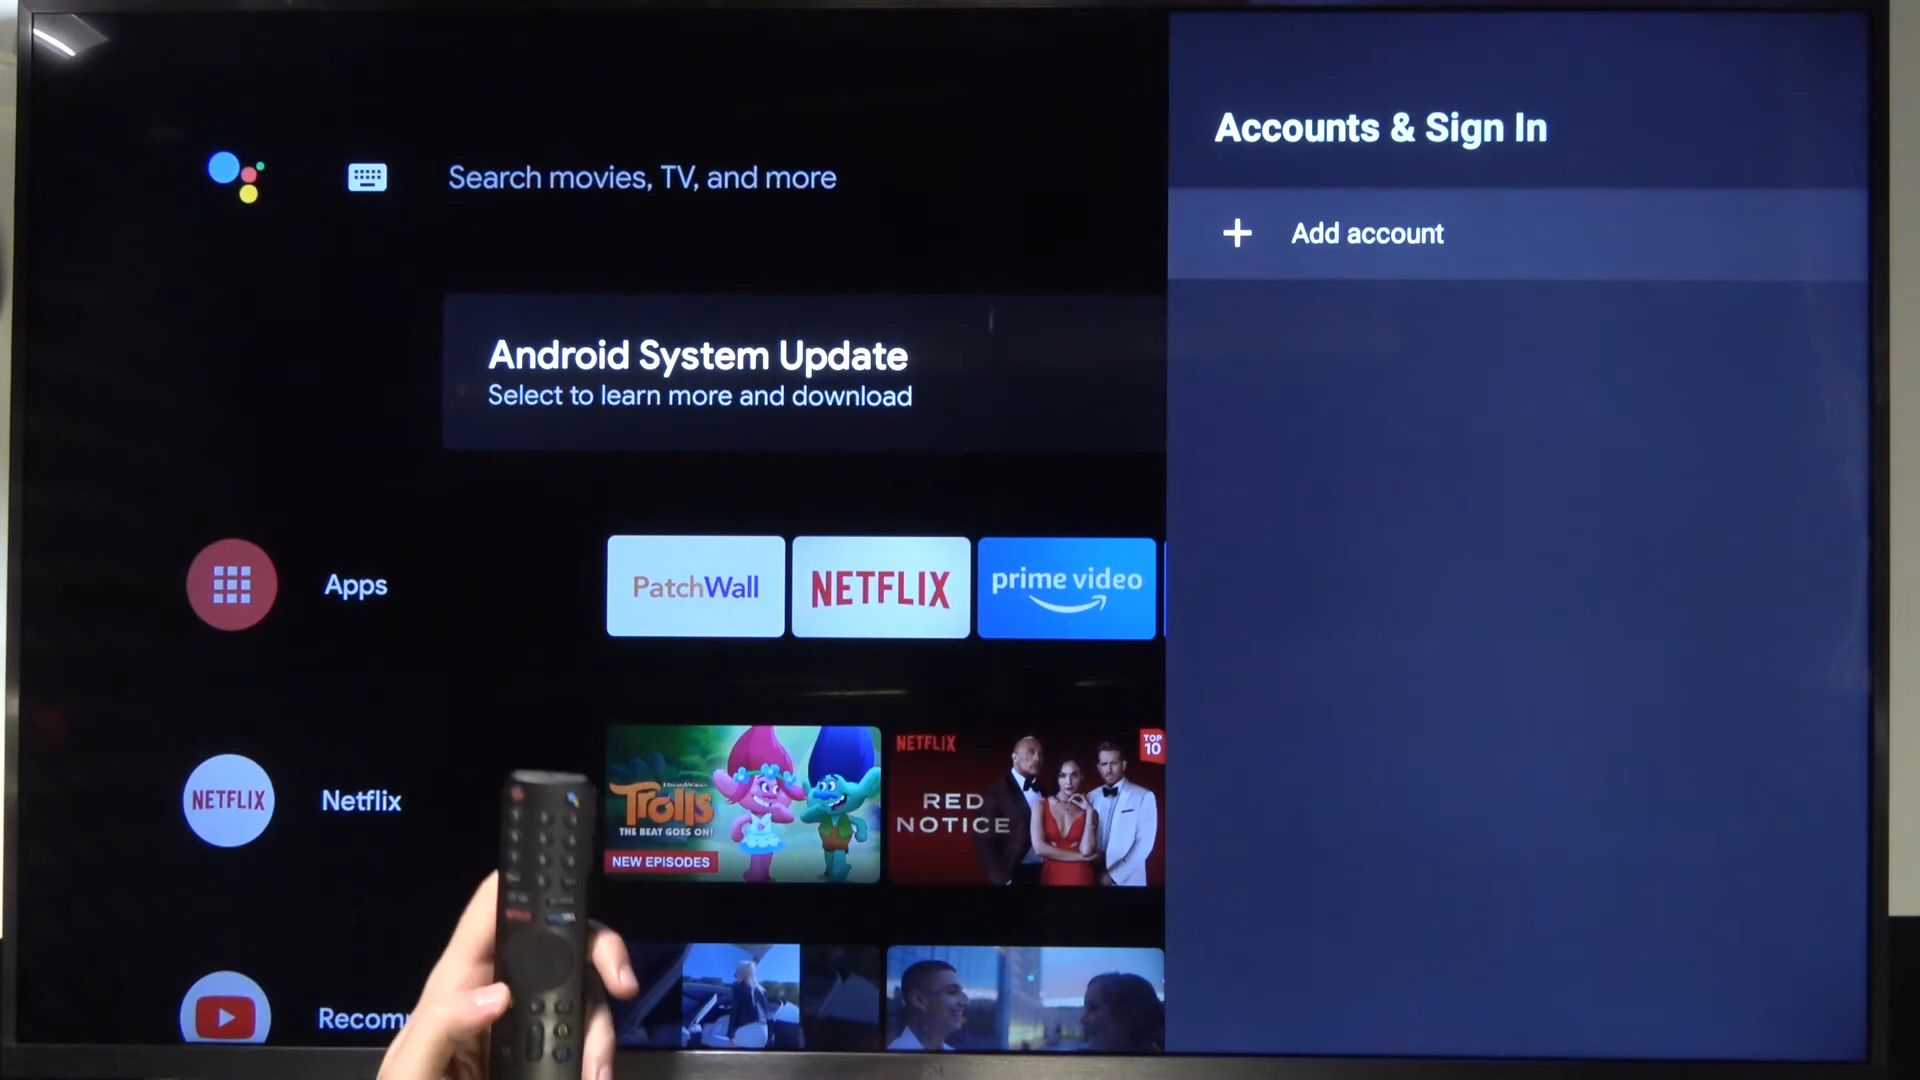 Search movies, TV, and more
Accounts & Sign In
Add account
Android System Update
Select to learn more and download
Apps
PatchWall
NETFLIX
prime video
NETFLIX
Netflix
DREAMWORKS
TROLLS
THE BEAT GOES ON!
NEW EPISODES
NETFLIX
TOP
10
RED
NOTICE
Recom